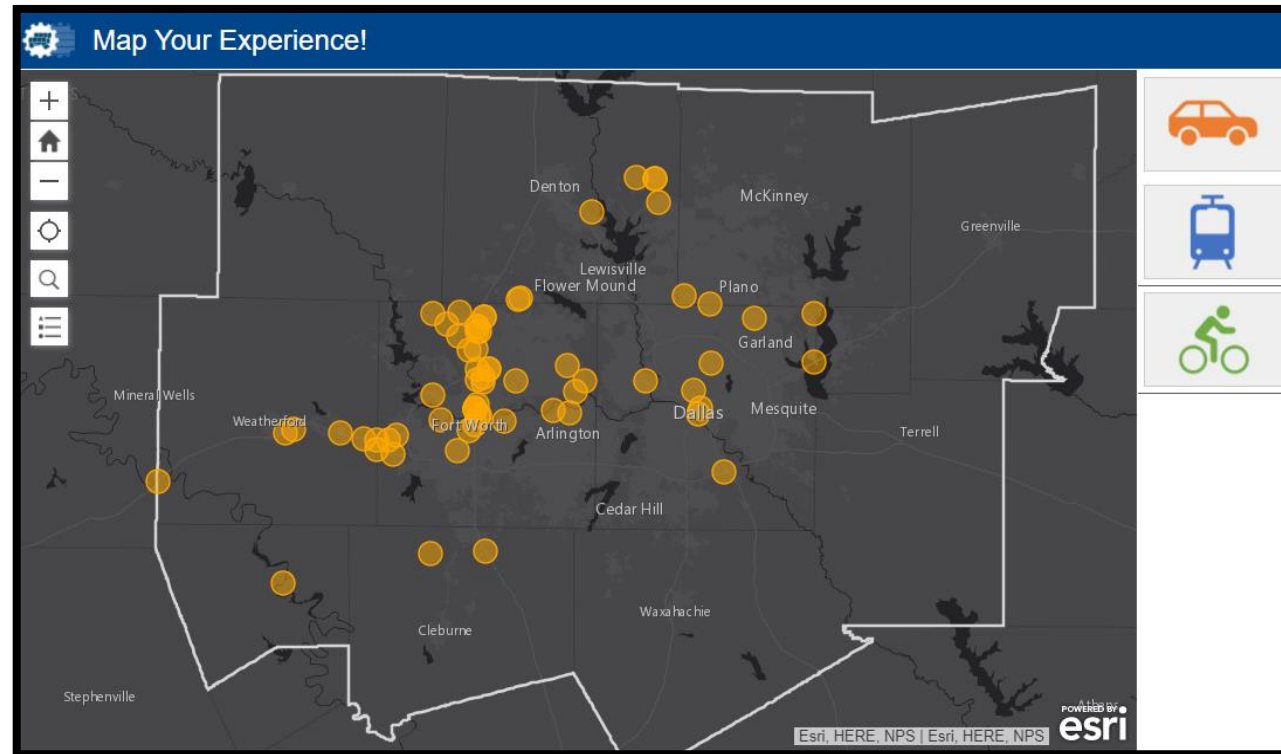 Map Your Experience!
Denton
McKinney
Greenville
Lewisville
Flower Mound
Plano
Garland
Mineral Wells
Weatherford
Fort Worth
Arlington
Dallas
Mesquite
Terrell
Cedar Hill
Waxahachie
Cleburne
Stephenville
Athens
POWERED BY
esri
Esri, HERE, NPS | Esri, HERE, NPS